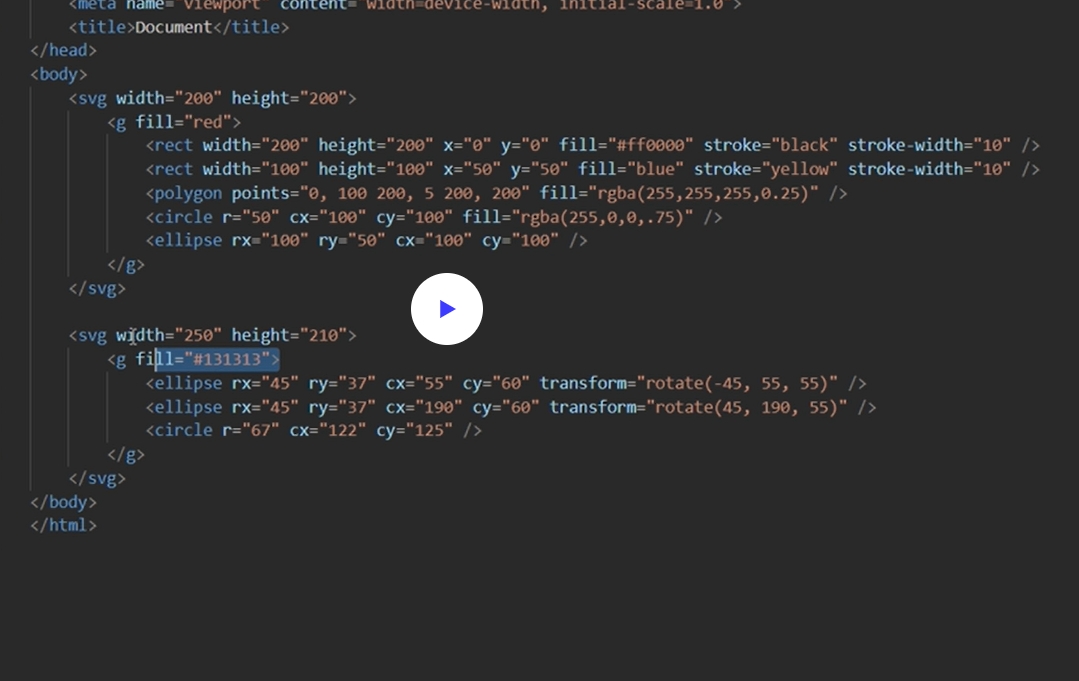 <meta name="viewport" content="width=device-width, initial-scale=1.0">
<title>Document</title>
</head>
<body>
<svg width="200" height="200">
<g fill="red">
<rect width="200" height="200" x="0" y="0" fill="#ff0000" stroke="black" stroke-width="10" />
<rect width="100" height="100" x="50" y="50" fill="blue" stroke="yellow" stroke-width="10" />
<polygon points="0, 100 200, 5 200, 200" fill="rgba(255,255,255,0.25)" />
<circle r="50" cx="100" cy="100" fill="rgba(255,0,0,.75)" />
<ellipse rx="100" ry="50" cx="100" cy="100" />
</g>
</svg>
<svg width="250" height="210">
<g fill="#131313">
<ellipse rx="45" ry="37" cx="55" cy="60" transform="rotate(-45, 55, 55)" />
<ellipse rx="45" ry="37" cx="190" cy="60" transform="rotate(45, 190, 55)" />
<circle r="67" cx="122" cy="125" />
</g>
</svg>
</body>
</html>